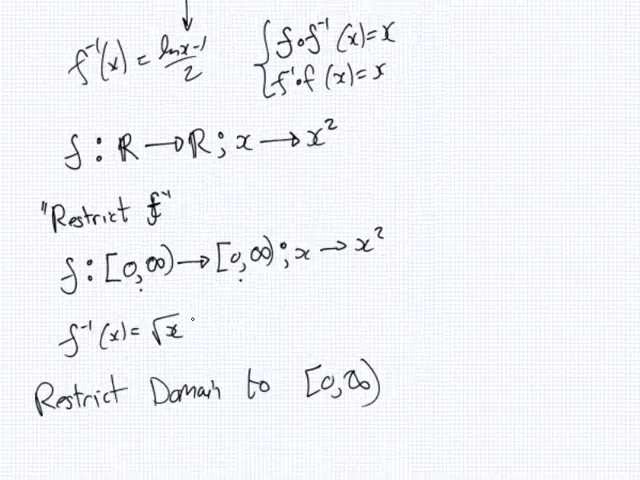 f⁻¹(x) = (ln x - 1)/2 { f∘f⁻¹(x) = x
{ f⁻¹∘f(x) = x
f : ℝ → ℝ ; x → x²
"Restrict f"
f : [0, ∞) → [0, ∞) ; x → x²
f⁻¹(x) = √x
Restrict Domain to [0, ∞)